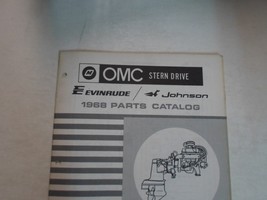 OMC STERN DRIVE
EVINRUDE / Johnson
1968 PARTS CATALOG